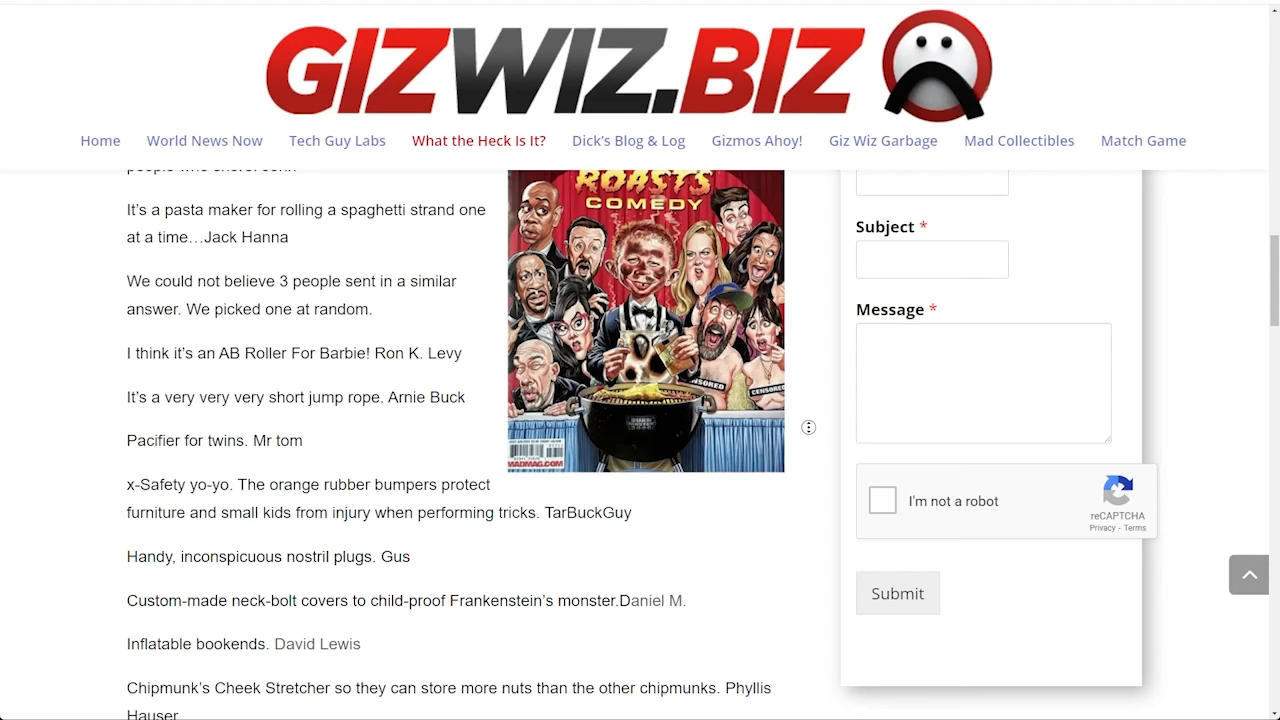 GIZWIZ.BIZ
Home World News Now Tech Guy Labs What the Heck Is It? Dick's Blog & Log Gizmos Ahoy! Giz Wiz Garbage Mad Collectibles Match Game
It's a pasta maker for rolling a spaghetti strand one
at a time…Jack Hanna
We could not believe 3 people sent in a similar
answer. We picked one at random.
I think it's an AB Roller For Barbie! Ron K. Levy
It's a very very very short jump rope. Arnie Buck
Pacifier for twins. Mr tom
x-Safety yo-yo. The orange rubber bumpers protect
furniture and small kids from injury when performing tricks. TarBuckGuy
Handy, inconspicuous nostril plugs. Gus
Custom-made neck-bolt covers to child-proof Frankenstein's monster.Daniel M.
Inflatable bookends. David Lewis
Chipmunk's Cheek Stretcher so they can store more nuts than the other chipmunks. Phyllis
Hauser
ROASTS
COMEDY
CENSORED
CENSORED
MADMAG.COM
Subject *
Message *
I'm not a robot
reCAPTCHA
Privacy - Terms
Submit